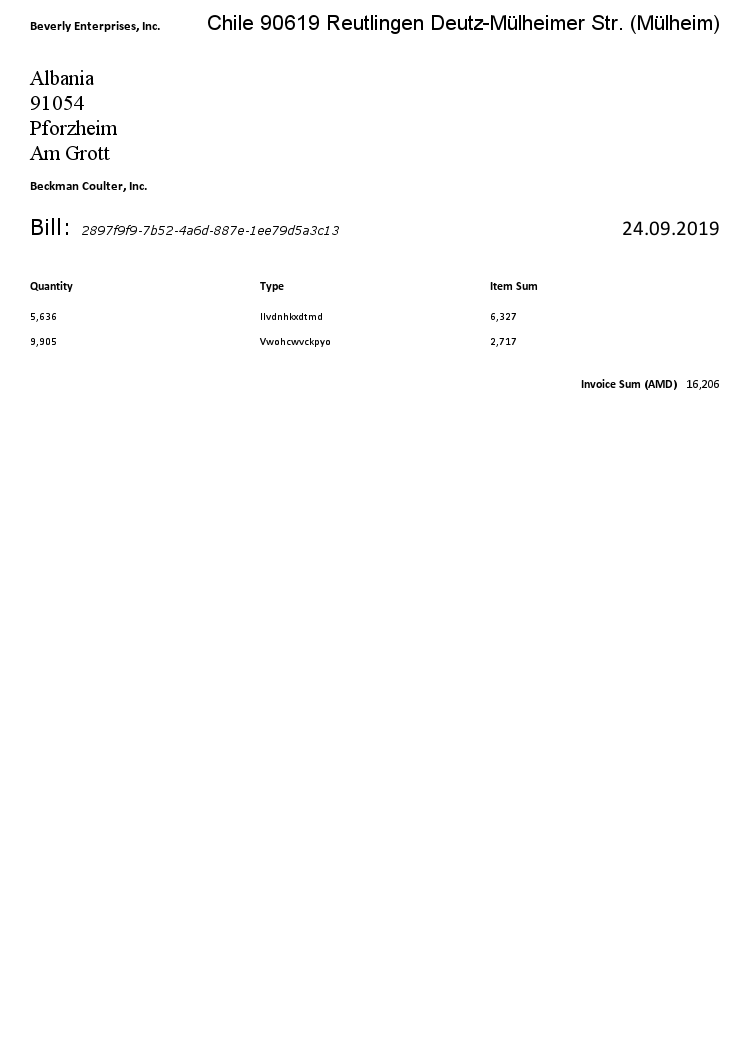 Beverly Enterprises, Inc. Chile 90619 Reutlingen Deutz-Mülheimer Str. (Mülheim)
Albania
91054
Pforzheim
Am Grott
Beckman Coulter, Inc.
Bill: 2897f9f9-7b52-4a6d-887e-1ee79d5a3c13 24.09.2019
Quantity Type Item Sum
5,636 Ilvdnhkxdtmd 6,327
9,905 Vwohcwvckpyo 2,717
Invoice Sum (AMD) 16,206